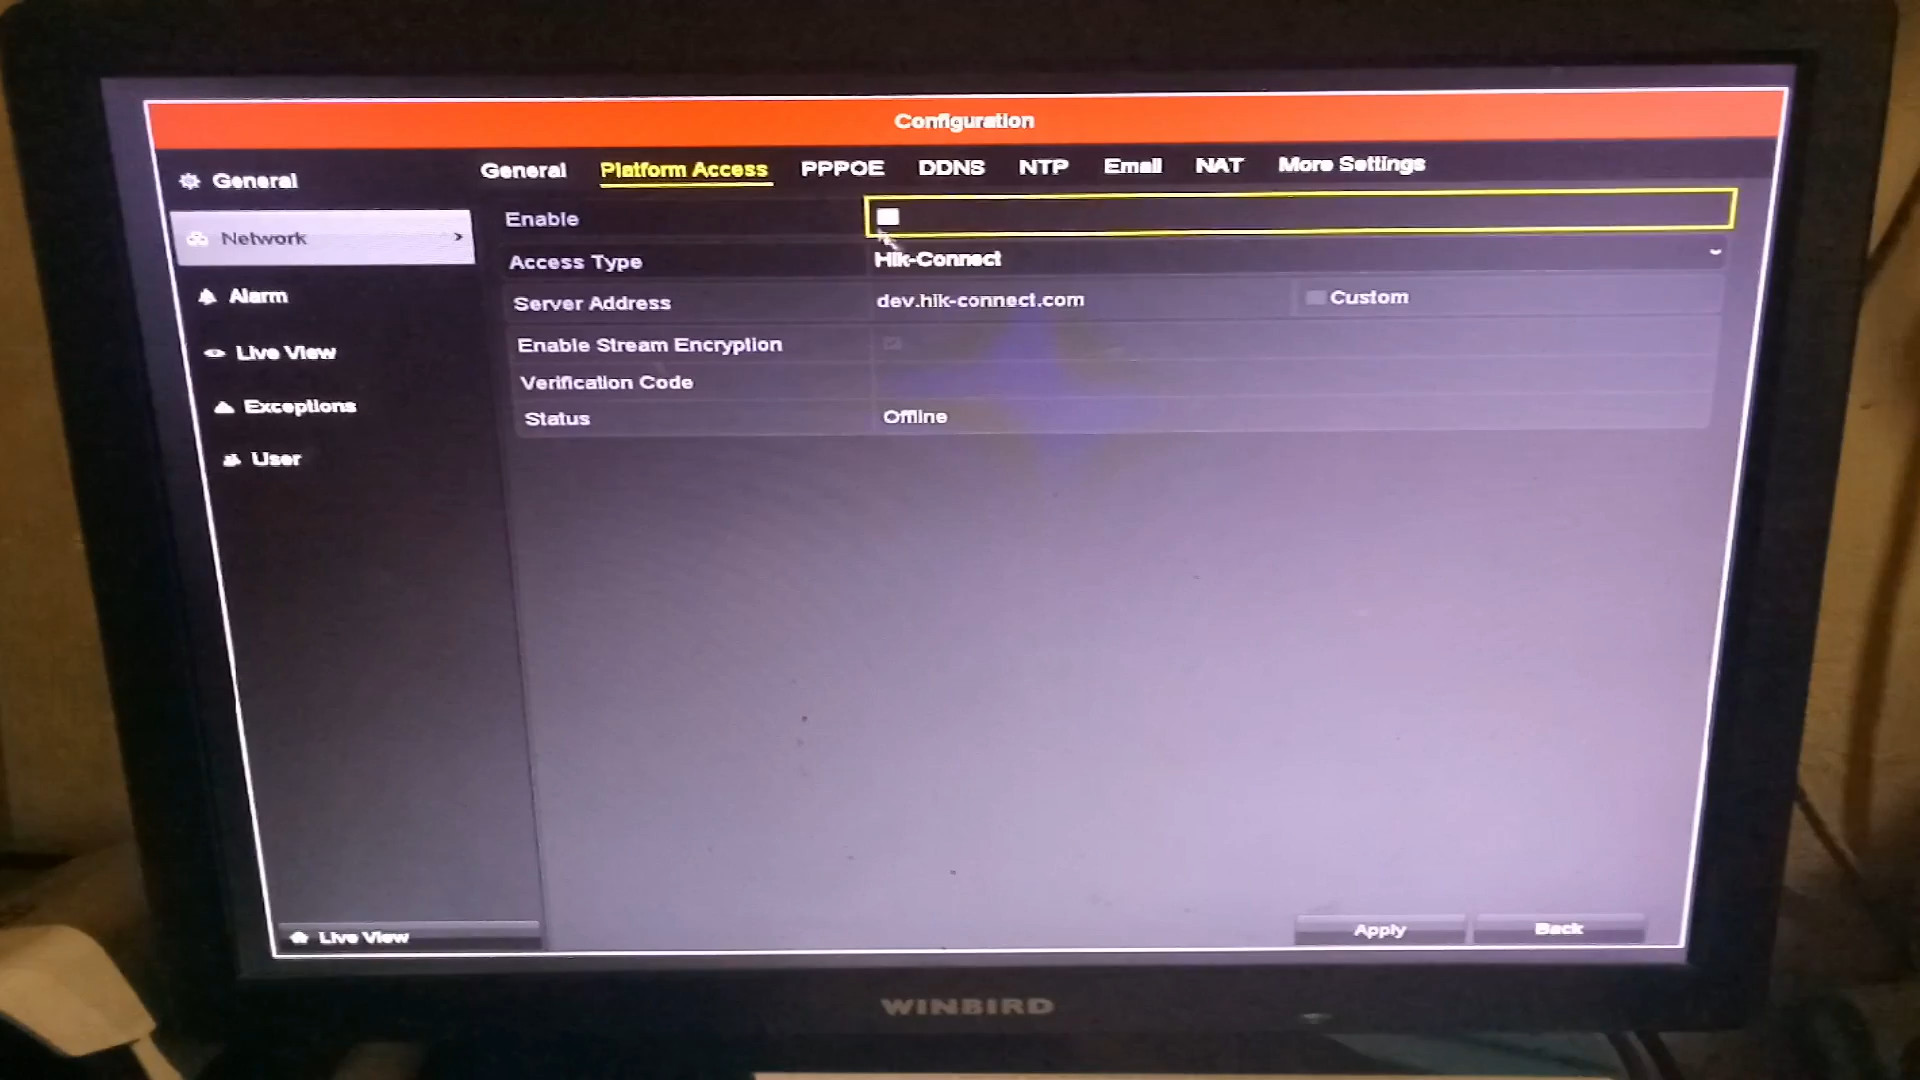 Configuration
General
Network
Alarm
Live View
Exceptions
User
General Platform Access PPPOE DDNS NTP Email NAT More Settings
Enable
Access Type Hik-Connect
Server Address dev.hik-connect.com Custom
Enable Stream Encryption
Verification Code
Status Offline
Live View
Apply Back
WINBIRD